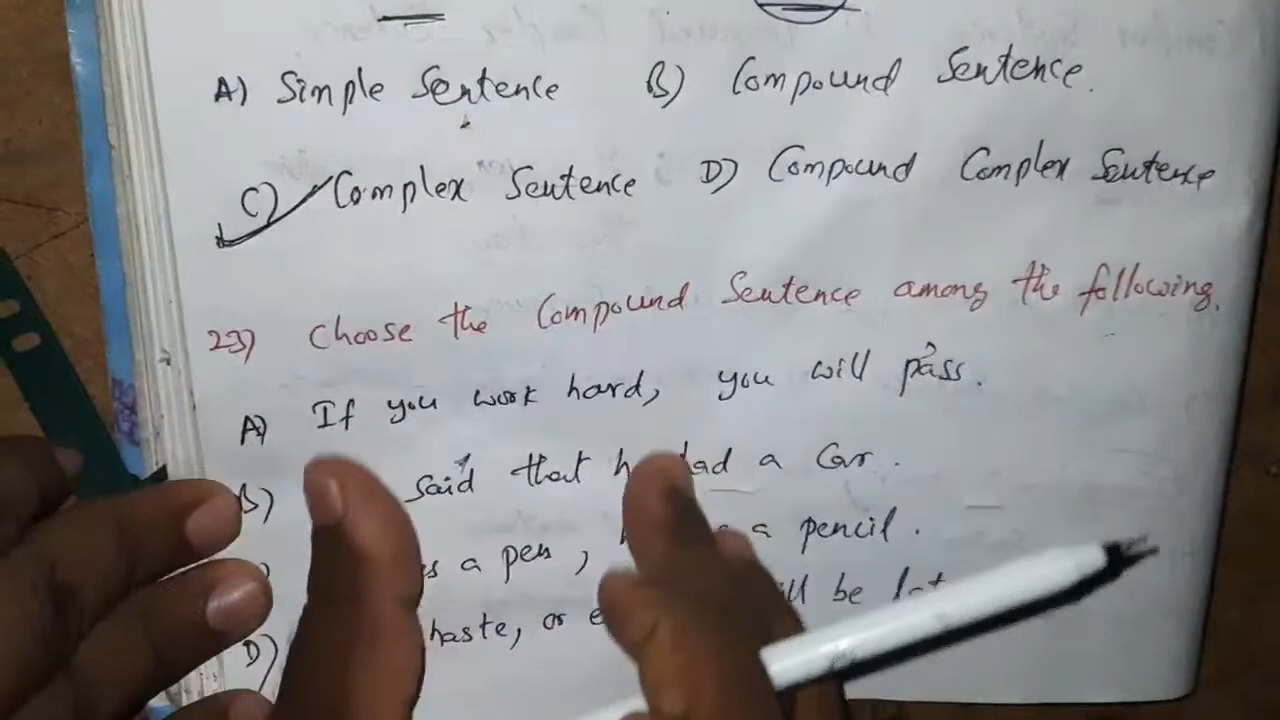 A) Simple Sentence B) Compound Sentence.
C) Complex Sentence D) Compound Complex Sentence
23) Choose the Compound Sentence among the following.
A) If you work hard, you will pass.
B) said that had a Car.
a pen, a pencil.
D) haste, or be